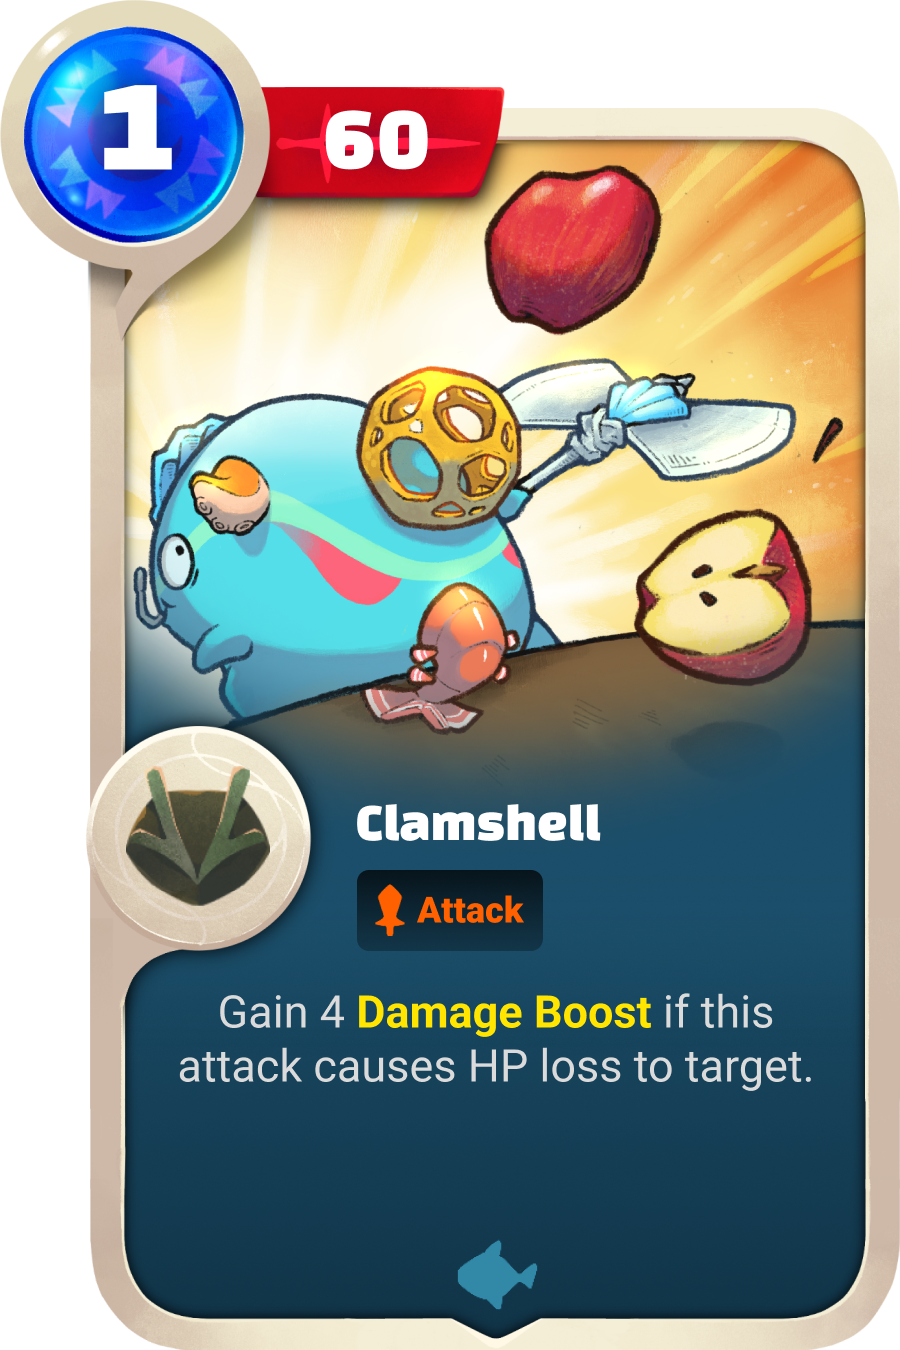 1
60
Clamshell
Attack
Gain 4 Damage Boost if this
attack causes HP loss to target.